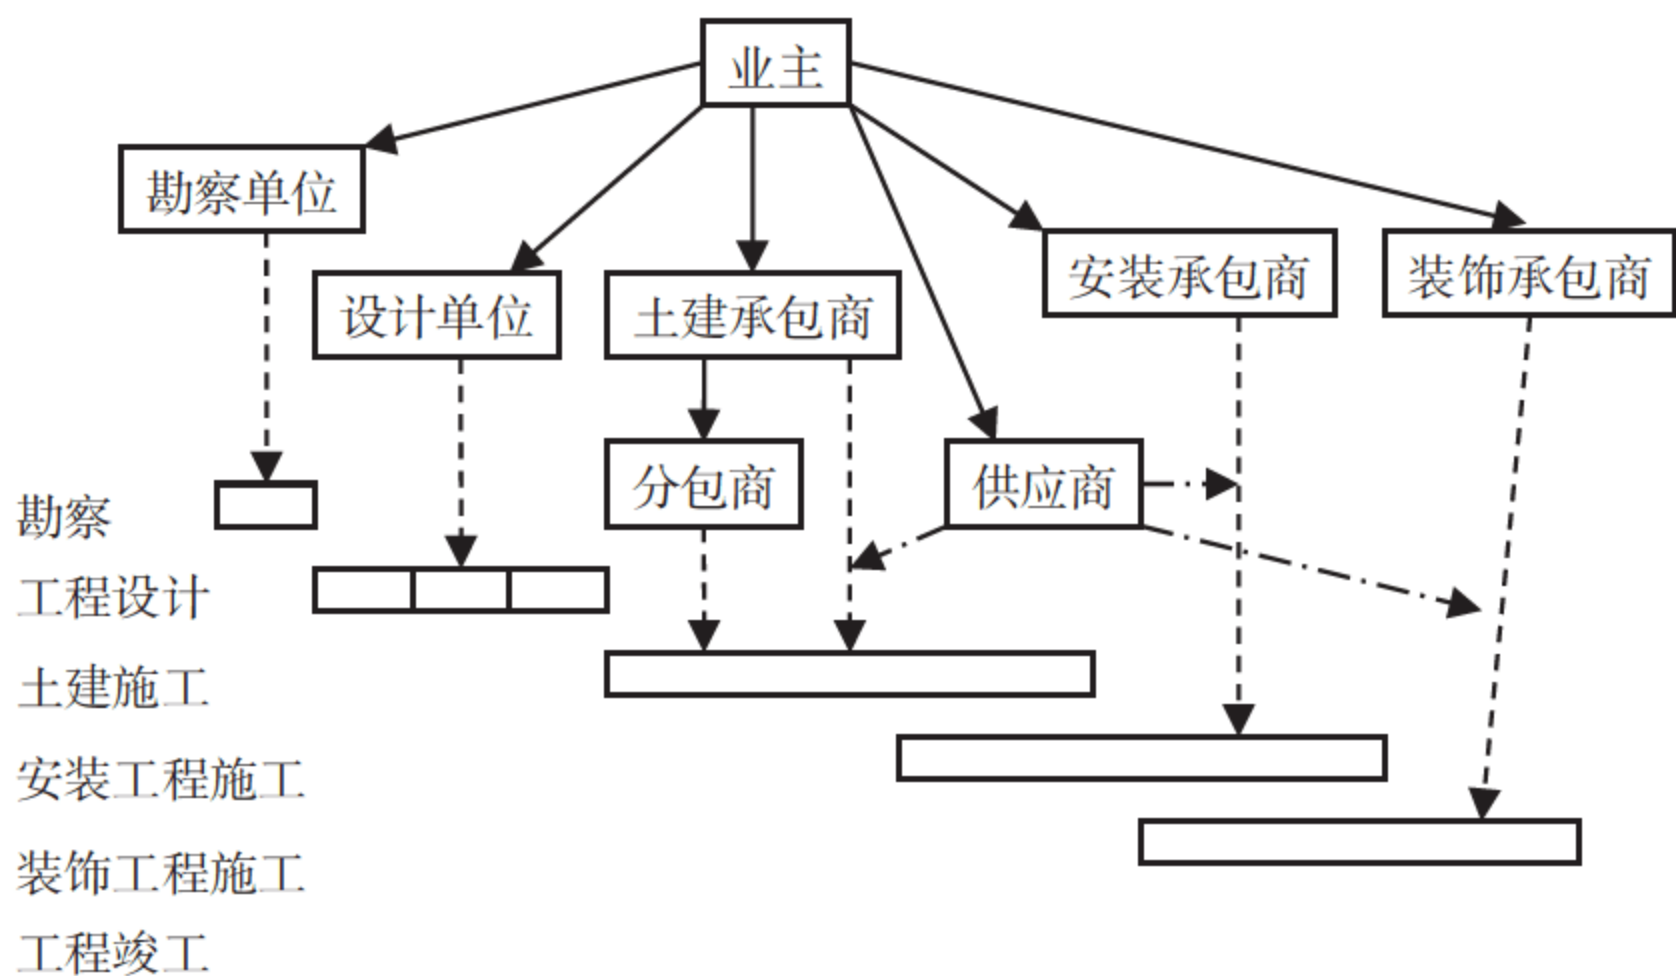 业主
勘察单位
安装承包商
装饰承包商
设计单位
土建承包商
分包商
供应商
勘察
工程设计
土建施工
安装工程施工
装饰工程施工
工程竣工